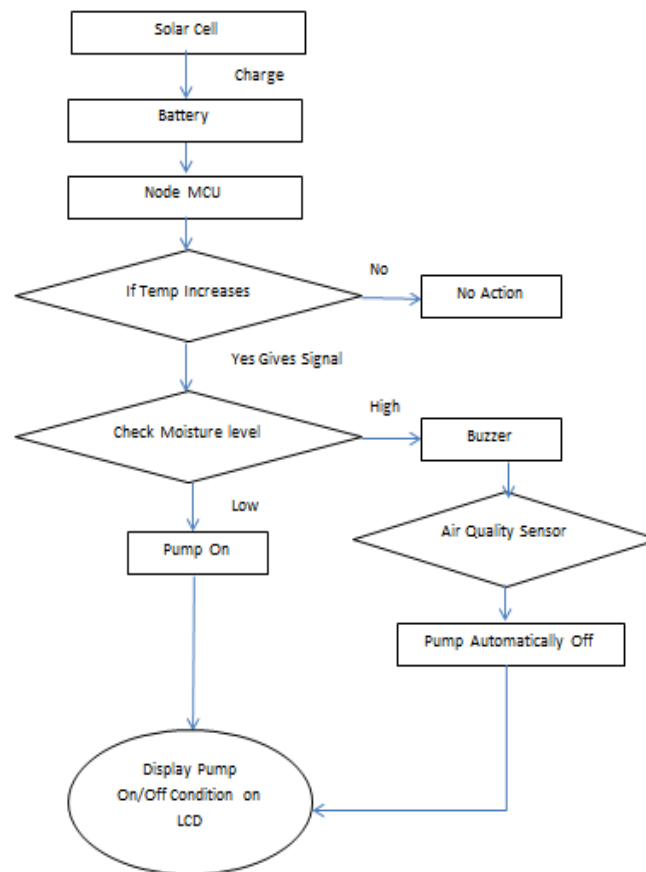 Solar Cell
Charge
Battery
Node MCU
If Temp Increases
No
No Action
Yes Gives Signal
Check Moisture level
High
Buzzer
Low
Pump On
Air Quality Sensor
Pump Automatically Off
Display Pump
On/Off Condition on
LCD